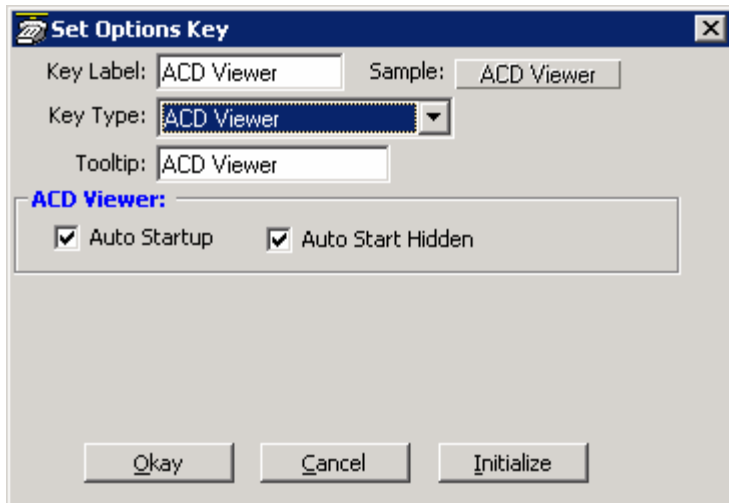 Set Options Key
Key Label: ACD Viewer Sample: ACD Viewer
Key Type: ACD Viewer
Tooltip: ACD Viewer
ACD Viewer:
Auto Startup Auto Start Hidden
Okay Cancel Initialize